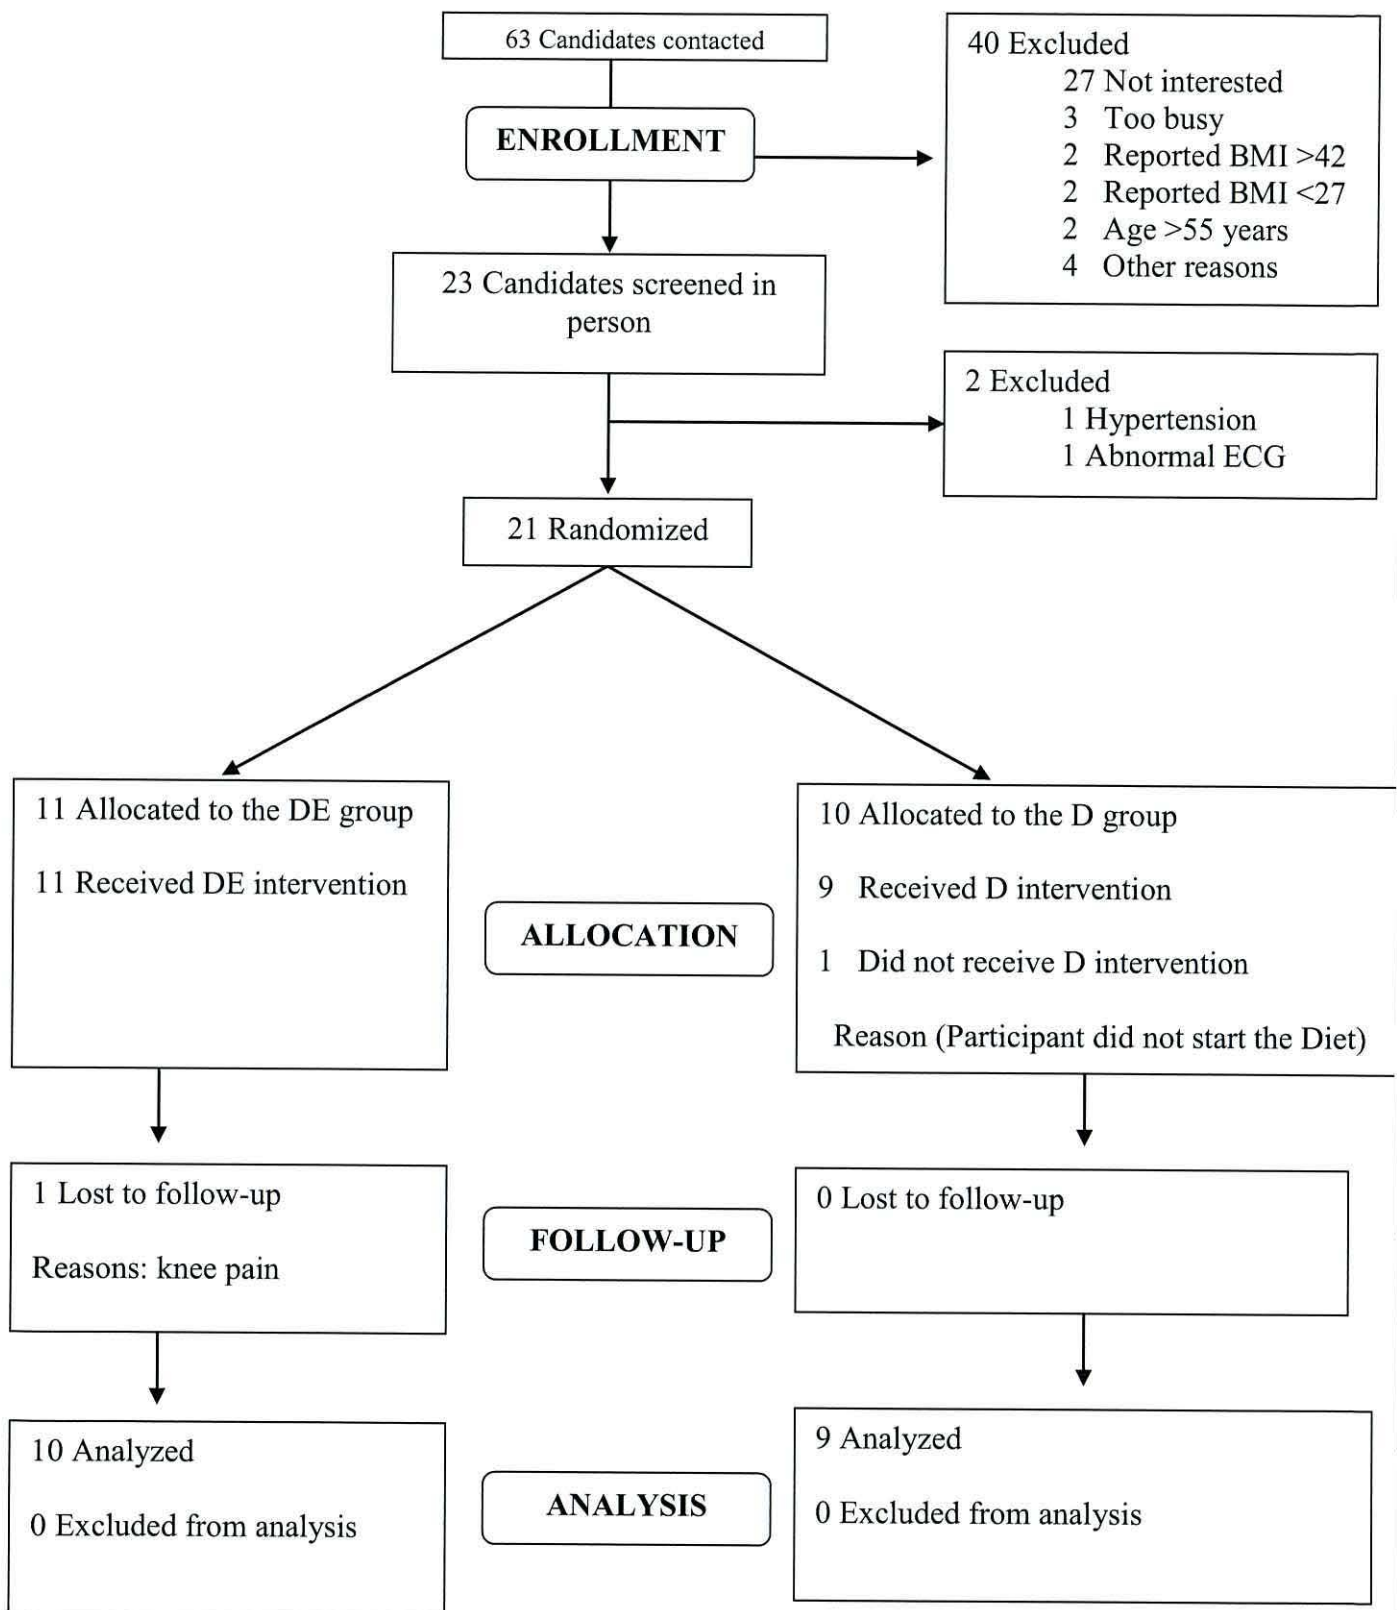 63 Candidates contacted
ENROLLMENT
40 Excluded
27 Not interested
3 Too busy
2 Reported BMI >42
2 Reported BMI <27
2 Age >55 years
4 Other reasons
23 Candidates screened in
person
2 Excluded
1 Hypertension
1 Abnormal ECG
21 Randomized
11 Allocated to the DE group
11 Received DE intervention
ALLOCATION
10 Allocated to the D group
9 Received D intervention
1 Did not receive D intervention
Reason (Participant did not start the Diet)
1 Lost to follow-up
Reasons: knee pain
FOLLOW-UP
0 Lost to follow-up
10 Analyzed
0 Excluded from analysis
ANALYSIS
9 Analyzed
0 Excluded from analysis